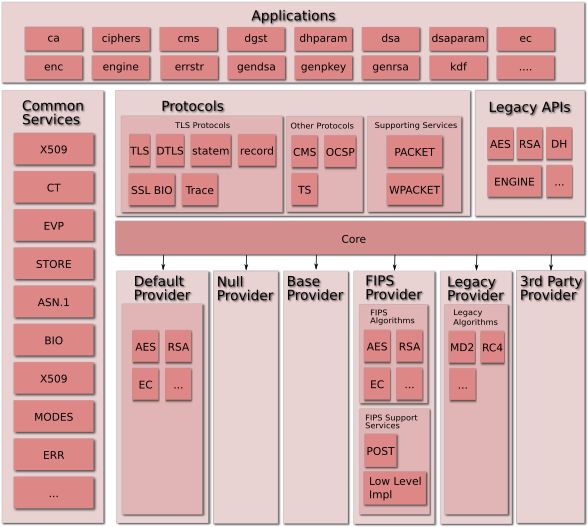 Applications
ca ciphers cms dgst dhparam dsa dsaparam ec
enc engine errstr gendsa genpkey genrsa kdf ....
Common
Services
X509
CT
EVP
STORE
ASN.1
BIO
X509
MODES
ERR
...
Protocols
TLS Protocols
TLS DTLS statem record
SSL BIO Trace
Other Protocols
CMS OCSP
TS
Supporting Services
PACKET
WPACKET
Legacy APIs
AES RSA DH
ENGINE ...
Core
Default
Provider
AES RSA
EC ...
Null
Provider
Base
Provider
FIPS
Provider
FIPS
Algorithms
AES RSA
EC ...
FIPS Support
Services
POST
Low Level
Impl
Legacy
Provider
Legacy
Algorithms
MD2 RC4
...
3rd Party
Provider